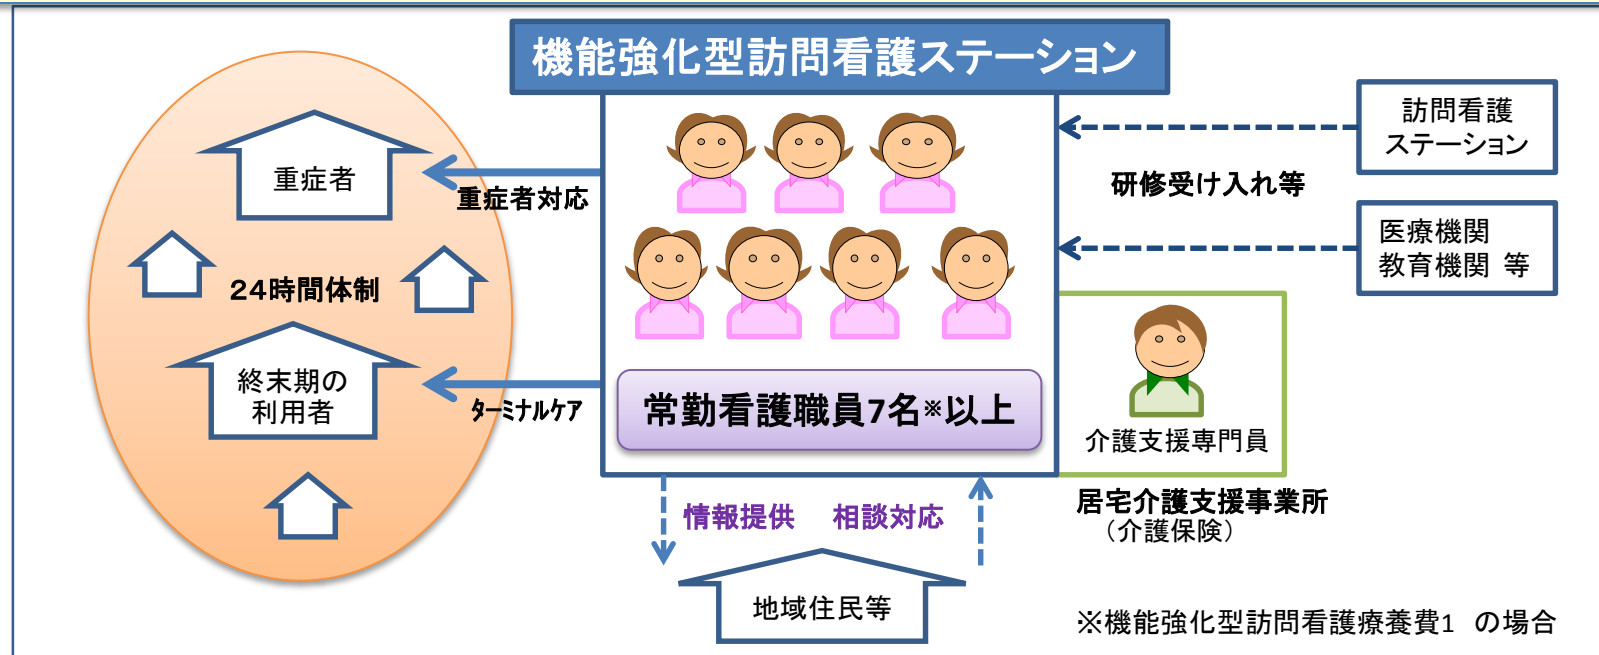 機能強化型訪問看護ステーション
重症者
重症者対応
24時間体制
終末期の
利用者
ターミナルケア
常勤看護職員7名※以上
訪問看護
ステーション
研修受け入れ等
医療機関
教育機関 等
介護支援専門員
居宅介護支援事業所
（介護保険）
情報提供 相談対応
地域住民等
※機能強化型訪問看護療養費1 の場合